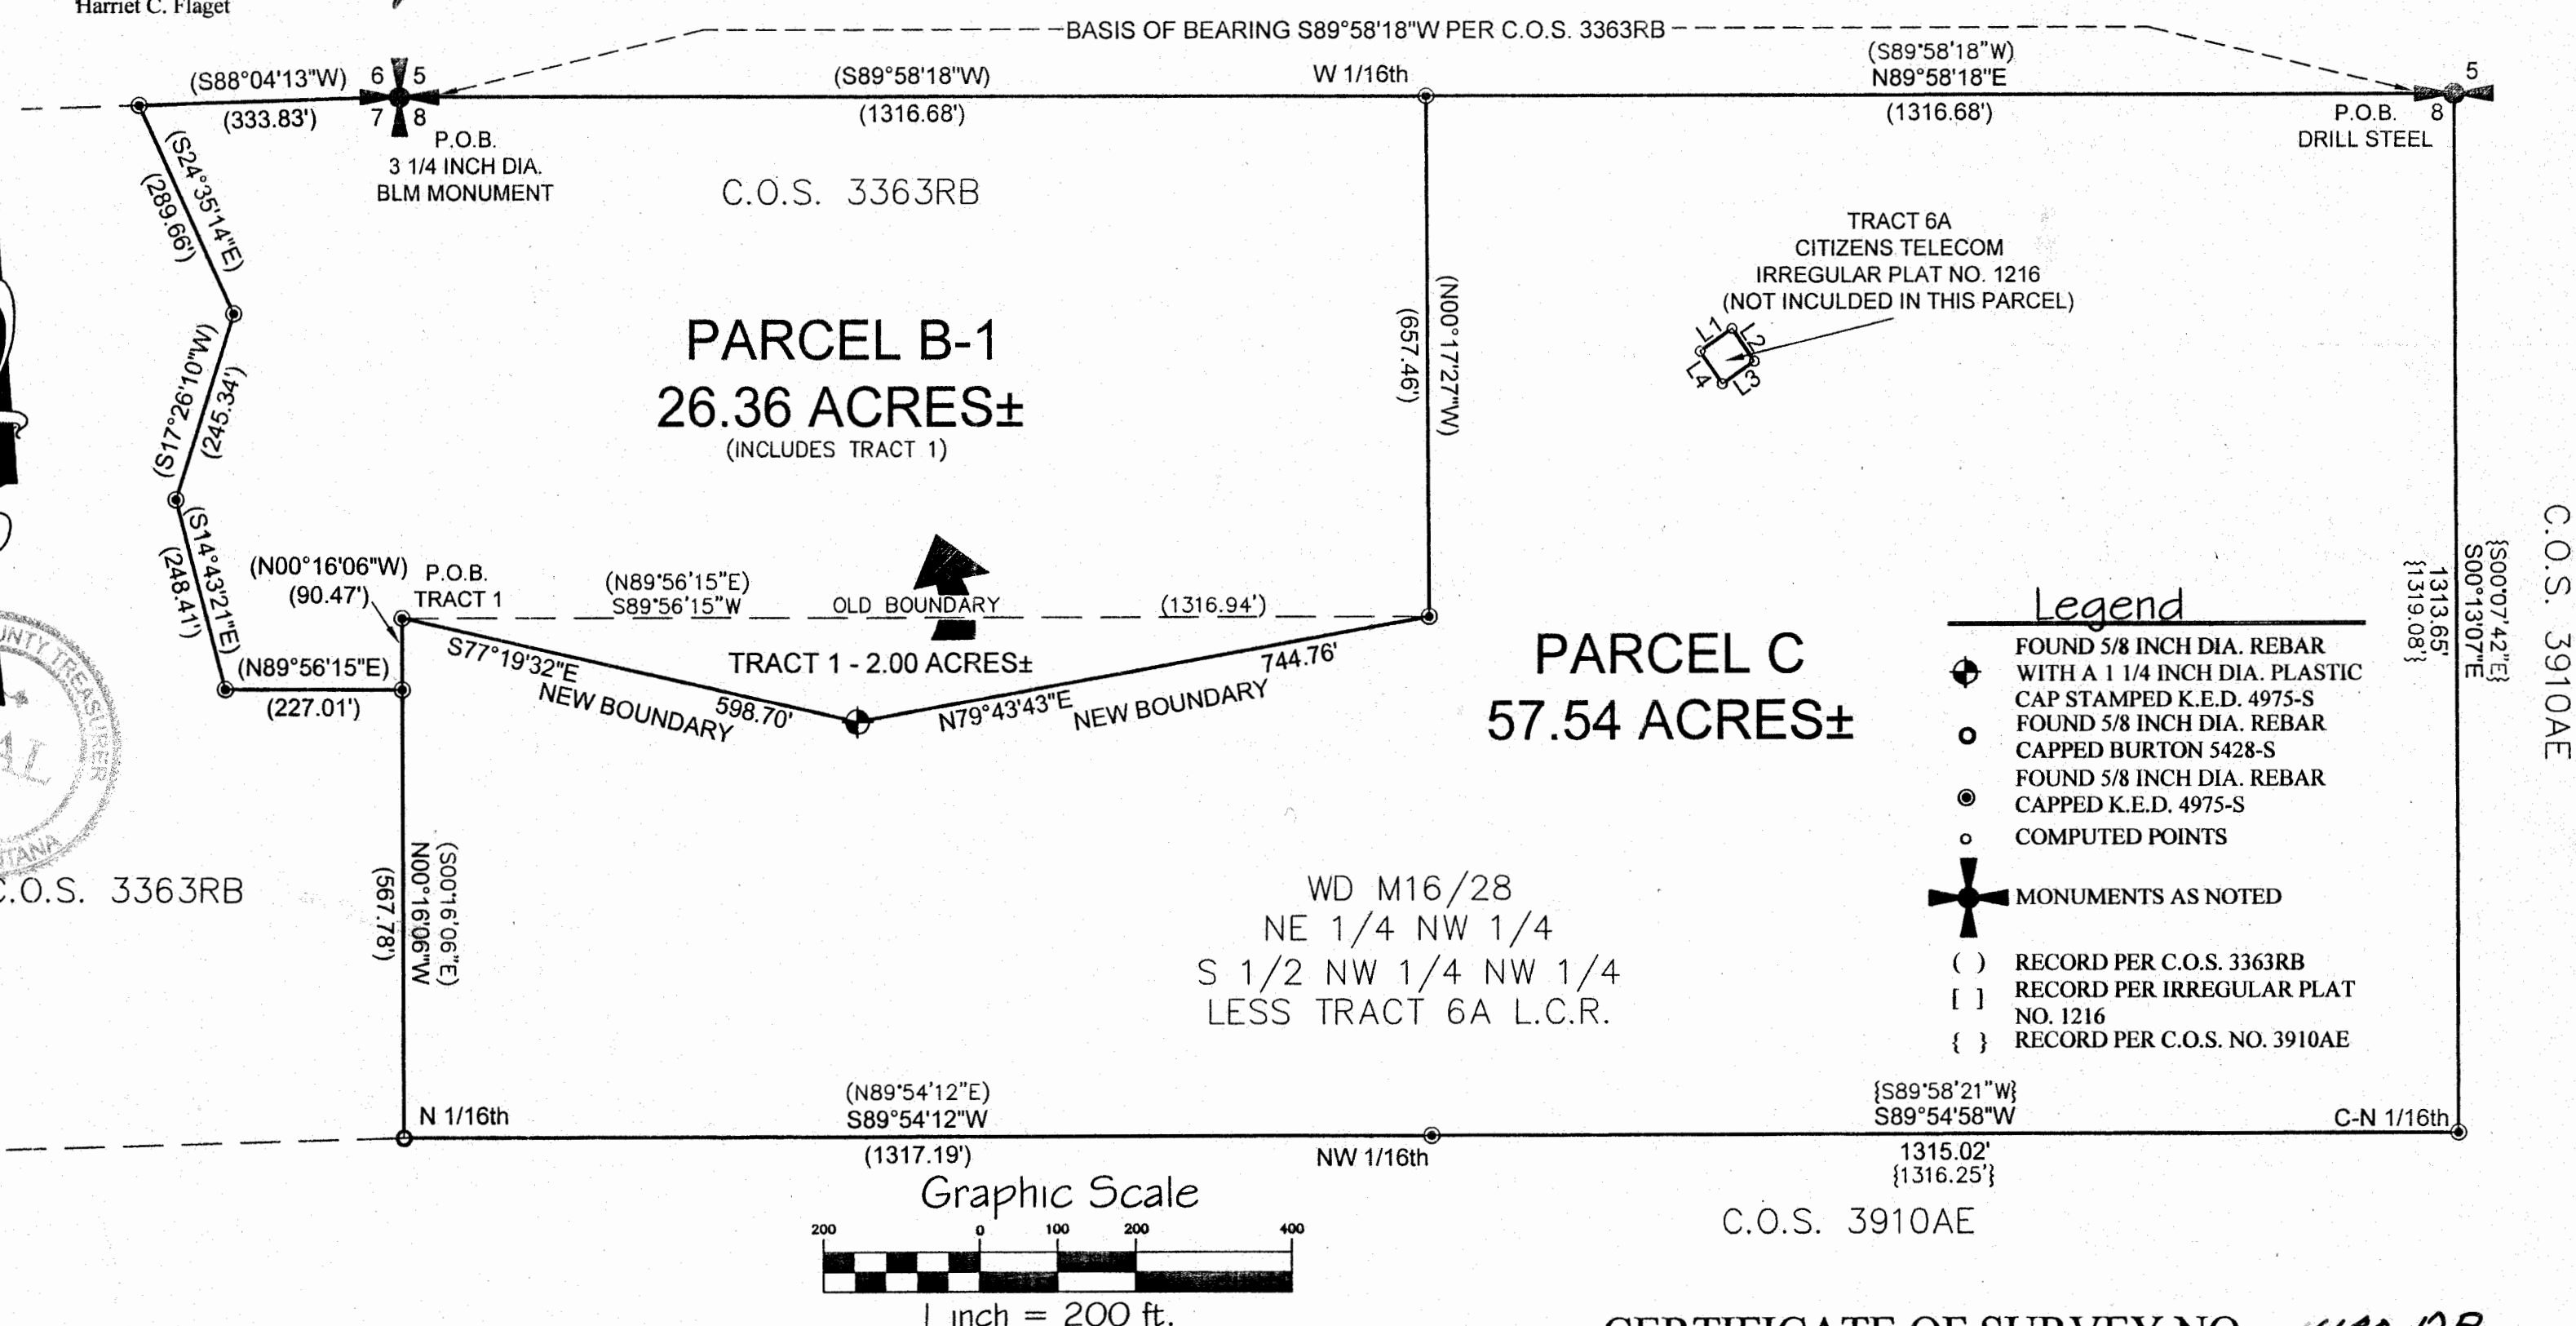 Harriet C. Flaget
BASIS OF BEARING S89°58'18"W PER C.O.S. 3363RB
(S88°04'13"W)
(333.83')
6 5
7 8
P.O.B.
3 1/4 INCH DIA.
BLM MONUMENT
(S89°58'18"W)
(1316.68')
W 1/16th
(S89°58'18"W)
N89°58'18"E
(1316.68')
5
8
P.O.B.
DRILL STEEL
C.O.S. 3363RB
(S24°35'14"E)
(289.66')
(S17°26'10"W)
(245.34')
(S14°43'21"E)
(248.41')
PARCEL B-1
26.36 ACRES±
(INCLUDES TRACT 1)
(N00°17'27"W)
(657.46')
TRACT 6A
CITIZENS TELECOM
IRREGULAR PLAT NO. 1216
(NOT INCULDED IN THIS PARCEL)
L1
L2
L3
L4
(N00°16'06"W)
(90.47')
P.O.B.
TRACT 1
(N89°56'15"E)
S89°56'15"W
OLD BOUNDARY
(1316.94')
(N89°56'15"E)
(227.01')
S77°19'32"E
598.70'
NEW BOUNDARY
TRACT 1 - 2.00 ACRES±
N79°43'43"E
744.76'
NEW BOUNDARY
PARCEL C
57.54 ACRES±
{S00°07'42"E}
S00°13'07"E
1313.65'
{1319.08'}
C.O.S. 3910AE
Legend
FOUND 5/8 INCH DIA. REBAR
WITH A 1 1/4 INCH DIA. PLASTIC
CAP STAMPED K.E.D. 4975-S
FOUND 5/8 INCH DIA. REBAR
CAPPED BURTON 5428-S
FOUND 5/8 INCH DIA. REBAR
CAPPED K.E.D. 4975-S
COMPUTED POINTS
MONUMENTS AS NOTED
( ) RECORD PER C.O.S. 3363RB
[ ] RECORD PER IRREGULAR PLAT
NO. 1216
{ } RECORD PER C.O.S. NO. 3910AE
UNTY TREASURER
AL
TANA
C.O.S. 3363RB
(S00°16'06"E)
N00°16'06"W
(567.78')
WD M16/28
NE 1/4 NW 1/4
S 1/2 NW 1/4 NW 1/4
LESS TRACT 6A L.C.R.
N 1/16th
(N89°54'12"E)
S89°54'12"W
(1317.19')
NW 1/16th
{S89°58'21"W}
S89°54'58"W
1315.02'
{1316.25'}
C-N 1/16th
C.O.S. 3910AE
Graphic Scale
200 0 100 200 400
1 inch = 200 ft.
CERTIFICATE OF SURVEY NO.